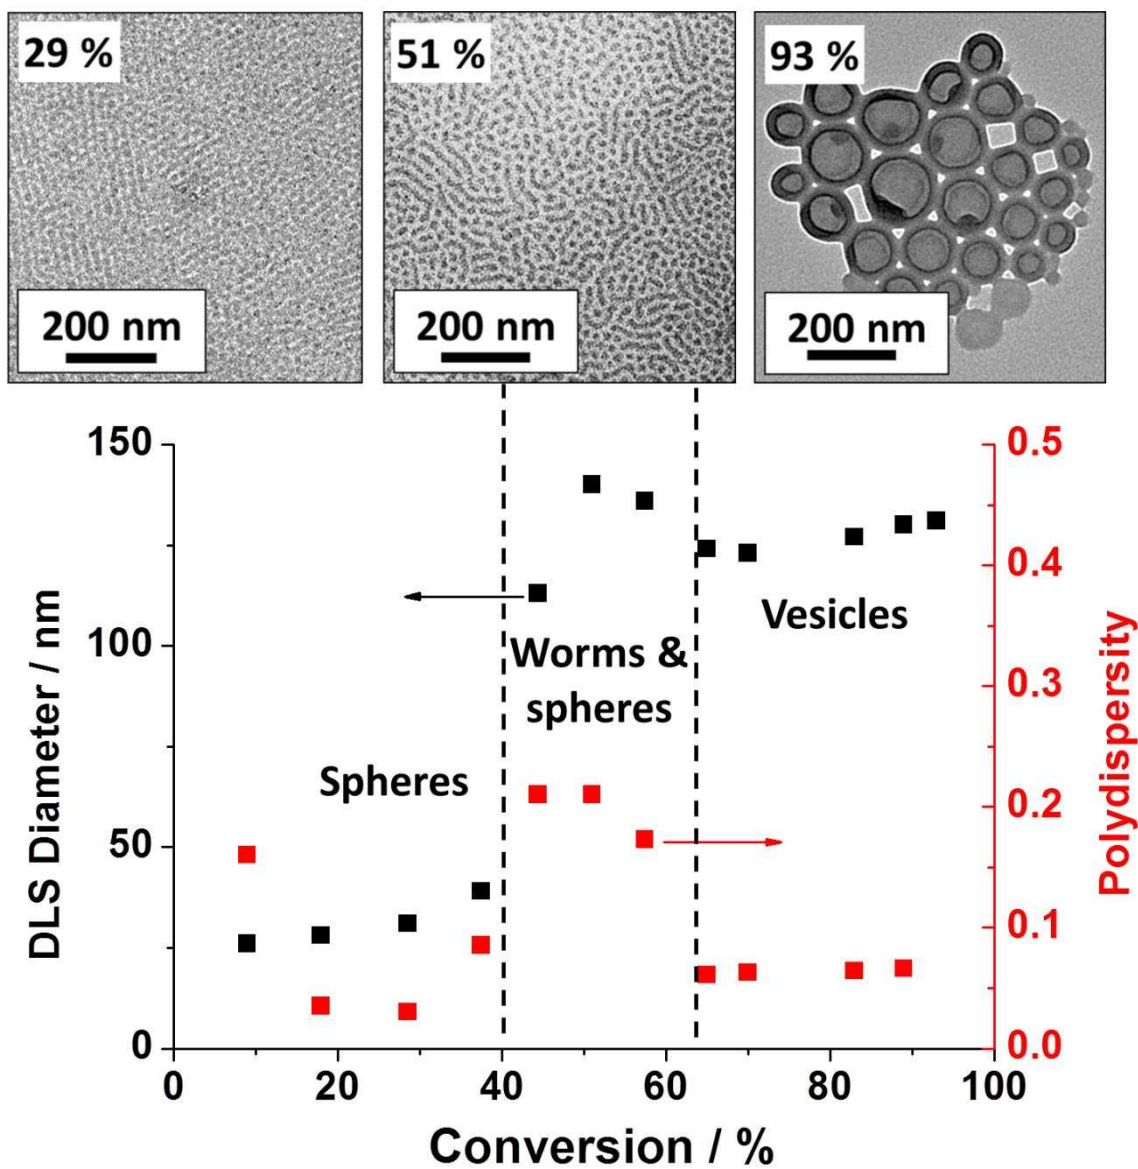 29 %
51 %
93 %
200 nm
200 nm
200 nm
150
100
50
0
DLS Diameter / nm
0.5
0.4
0.3
0.2
0.1
0.0
Polydispersity
Spheres
Worms &
spheres
Vesicles
0
20
40
60
80
100
Conversion / %